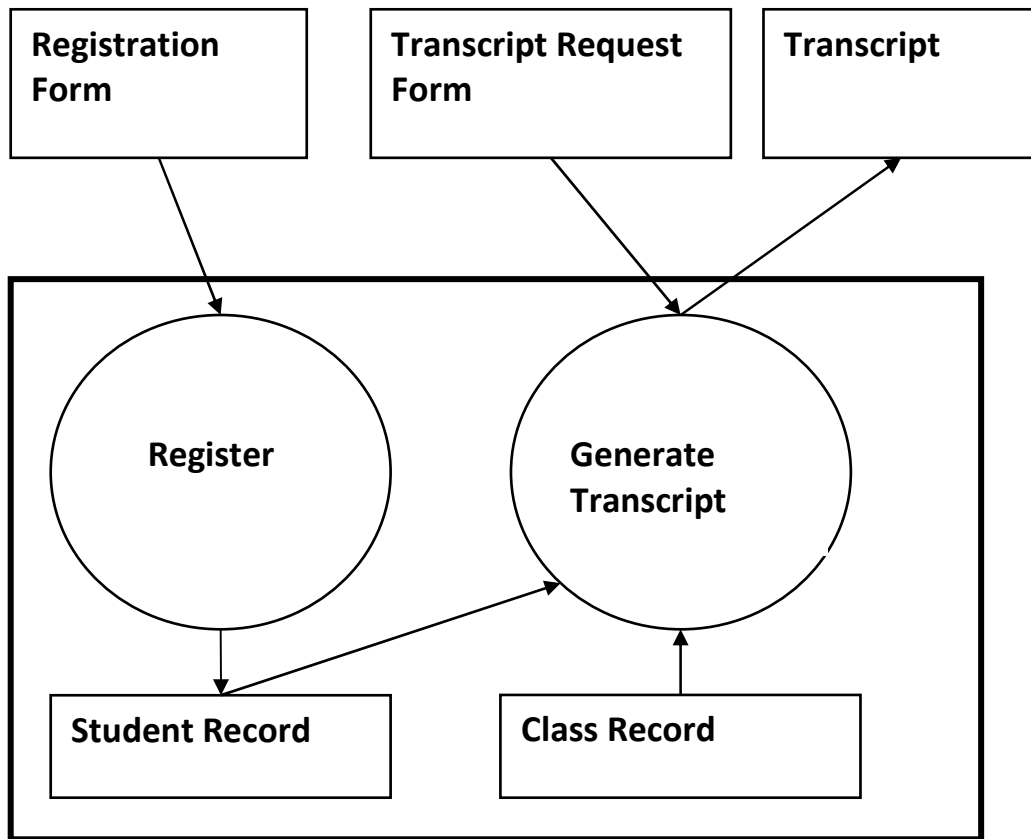 Registration
Form
Transcript Request
Form
Transcript
Register
Generate
Transcript
Student Record
Class Record